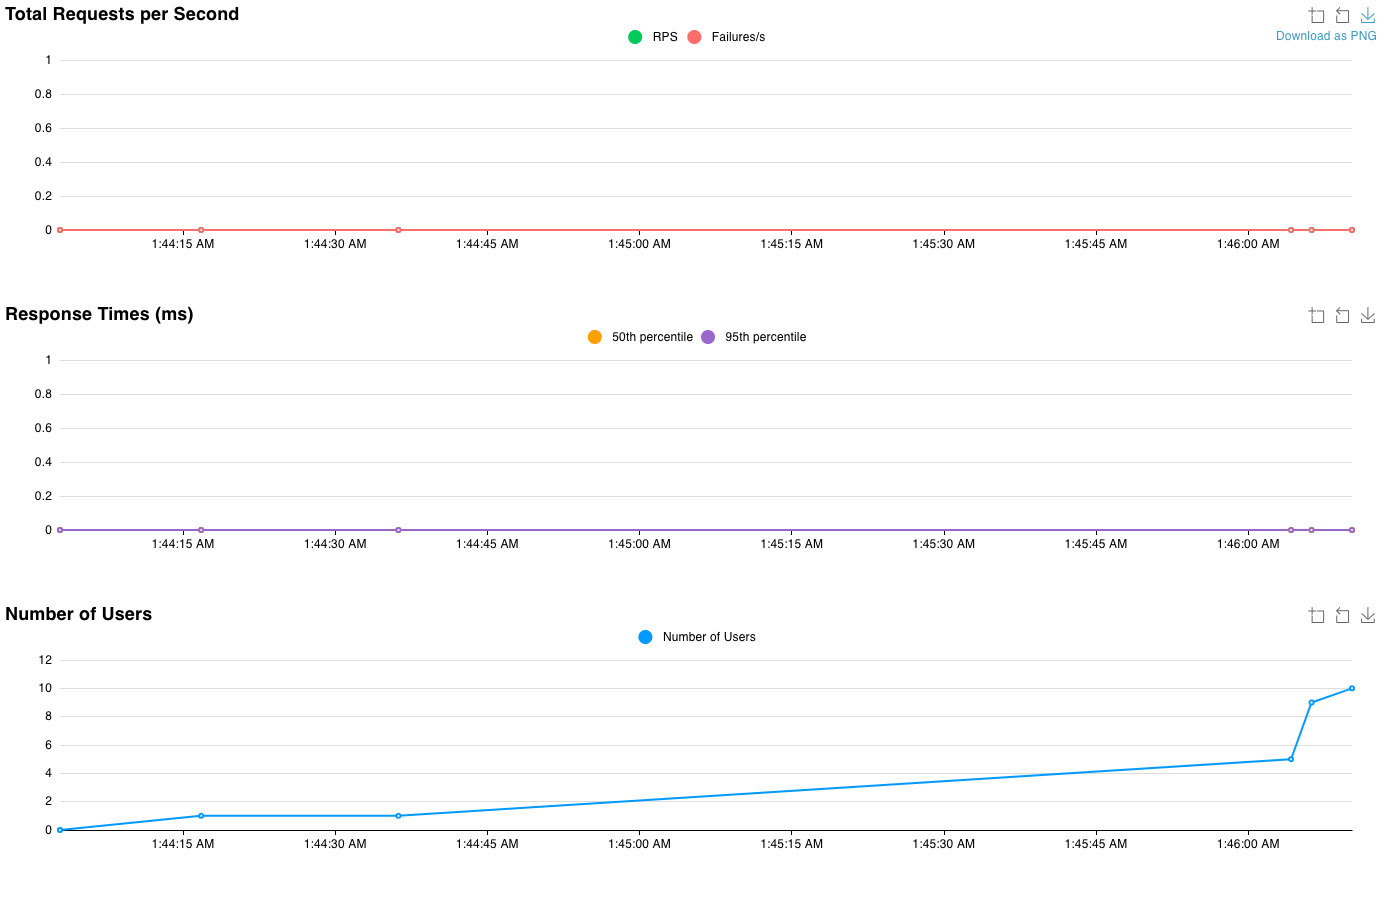 Total Requests per Second
RPS Failures/s
Download as PNG
1
0.8
0.6
0.4
0.2
0
1:44:15 AM 1:44:30 AM 1:44:45 AM 1:45:00 AM 1:45:15 AM 1:45:30 AM 1:45:45 AM 1:46:00 AM
Response Times (ms)
50th percentile 95th percentile
1
0.8
0.6
0.4
0.2
0
1:44:15 AM 1:44:30 AM 1:44:45 AM 1:45:00 AM 1:45:15 AM 1:45:30 AM 1:45:45 AM 1:46:00 AM
Number of Users
Number of Users
12
10
8
6
4
2
0
1:44:15 AM 1:44:30 AM 1:44:45 AM 1:45:00 AM 1:45:15 AM 1:45:30 AM 1:45:45 AM 1:46:00 AM